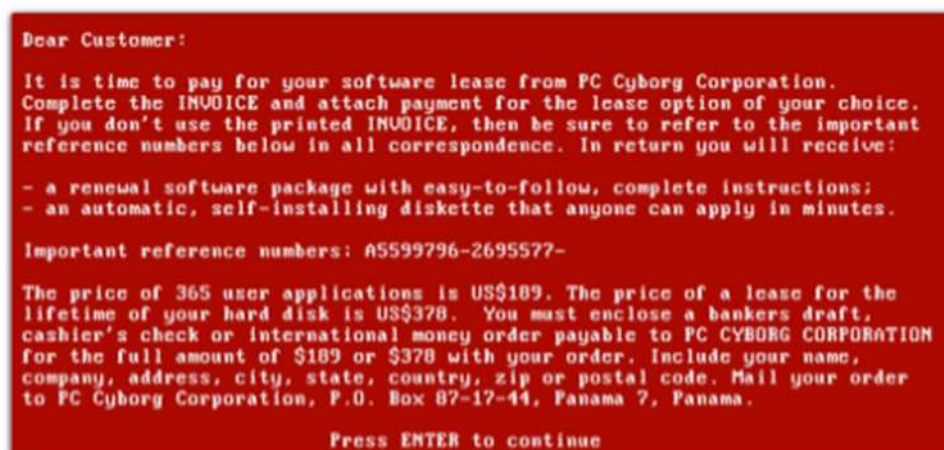 Dear Customer:
It is time to pay for your software lease from PC Cyborg Corporation.
Complete the INVOICE and attach payment for the lease option of your choice.
If you don't use the printed INVOICE, then be sure to refer to the important
reference numbers below in all correspondence. In return you will receive:
- a renewal software package with easy-to-follow, complete instructions;
- an automatic, self-installing diskette that anyone can apply in minutes.
Important reference numbers: A5599796-2695577-
The price of 365 user applications is US$189. The price of a lease for the
lifetime of your hard disk is US$378. You must enclose a bankers draft,
cashier's check or international money order payable to PC CYBORG CORPORATION
for the full amount of $189 or $378 with your order. Include your name,
company, address, city, state, country, zip or postal code. Mail your order
to PC Cyborg Corporation, P.O. Box 87-17-44, Panama 7, Panama.
Press ENTER to continue